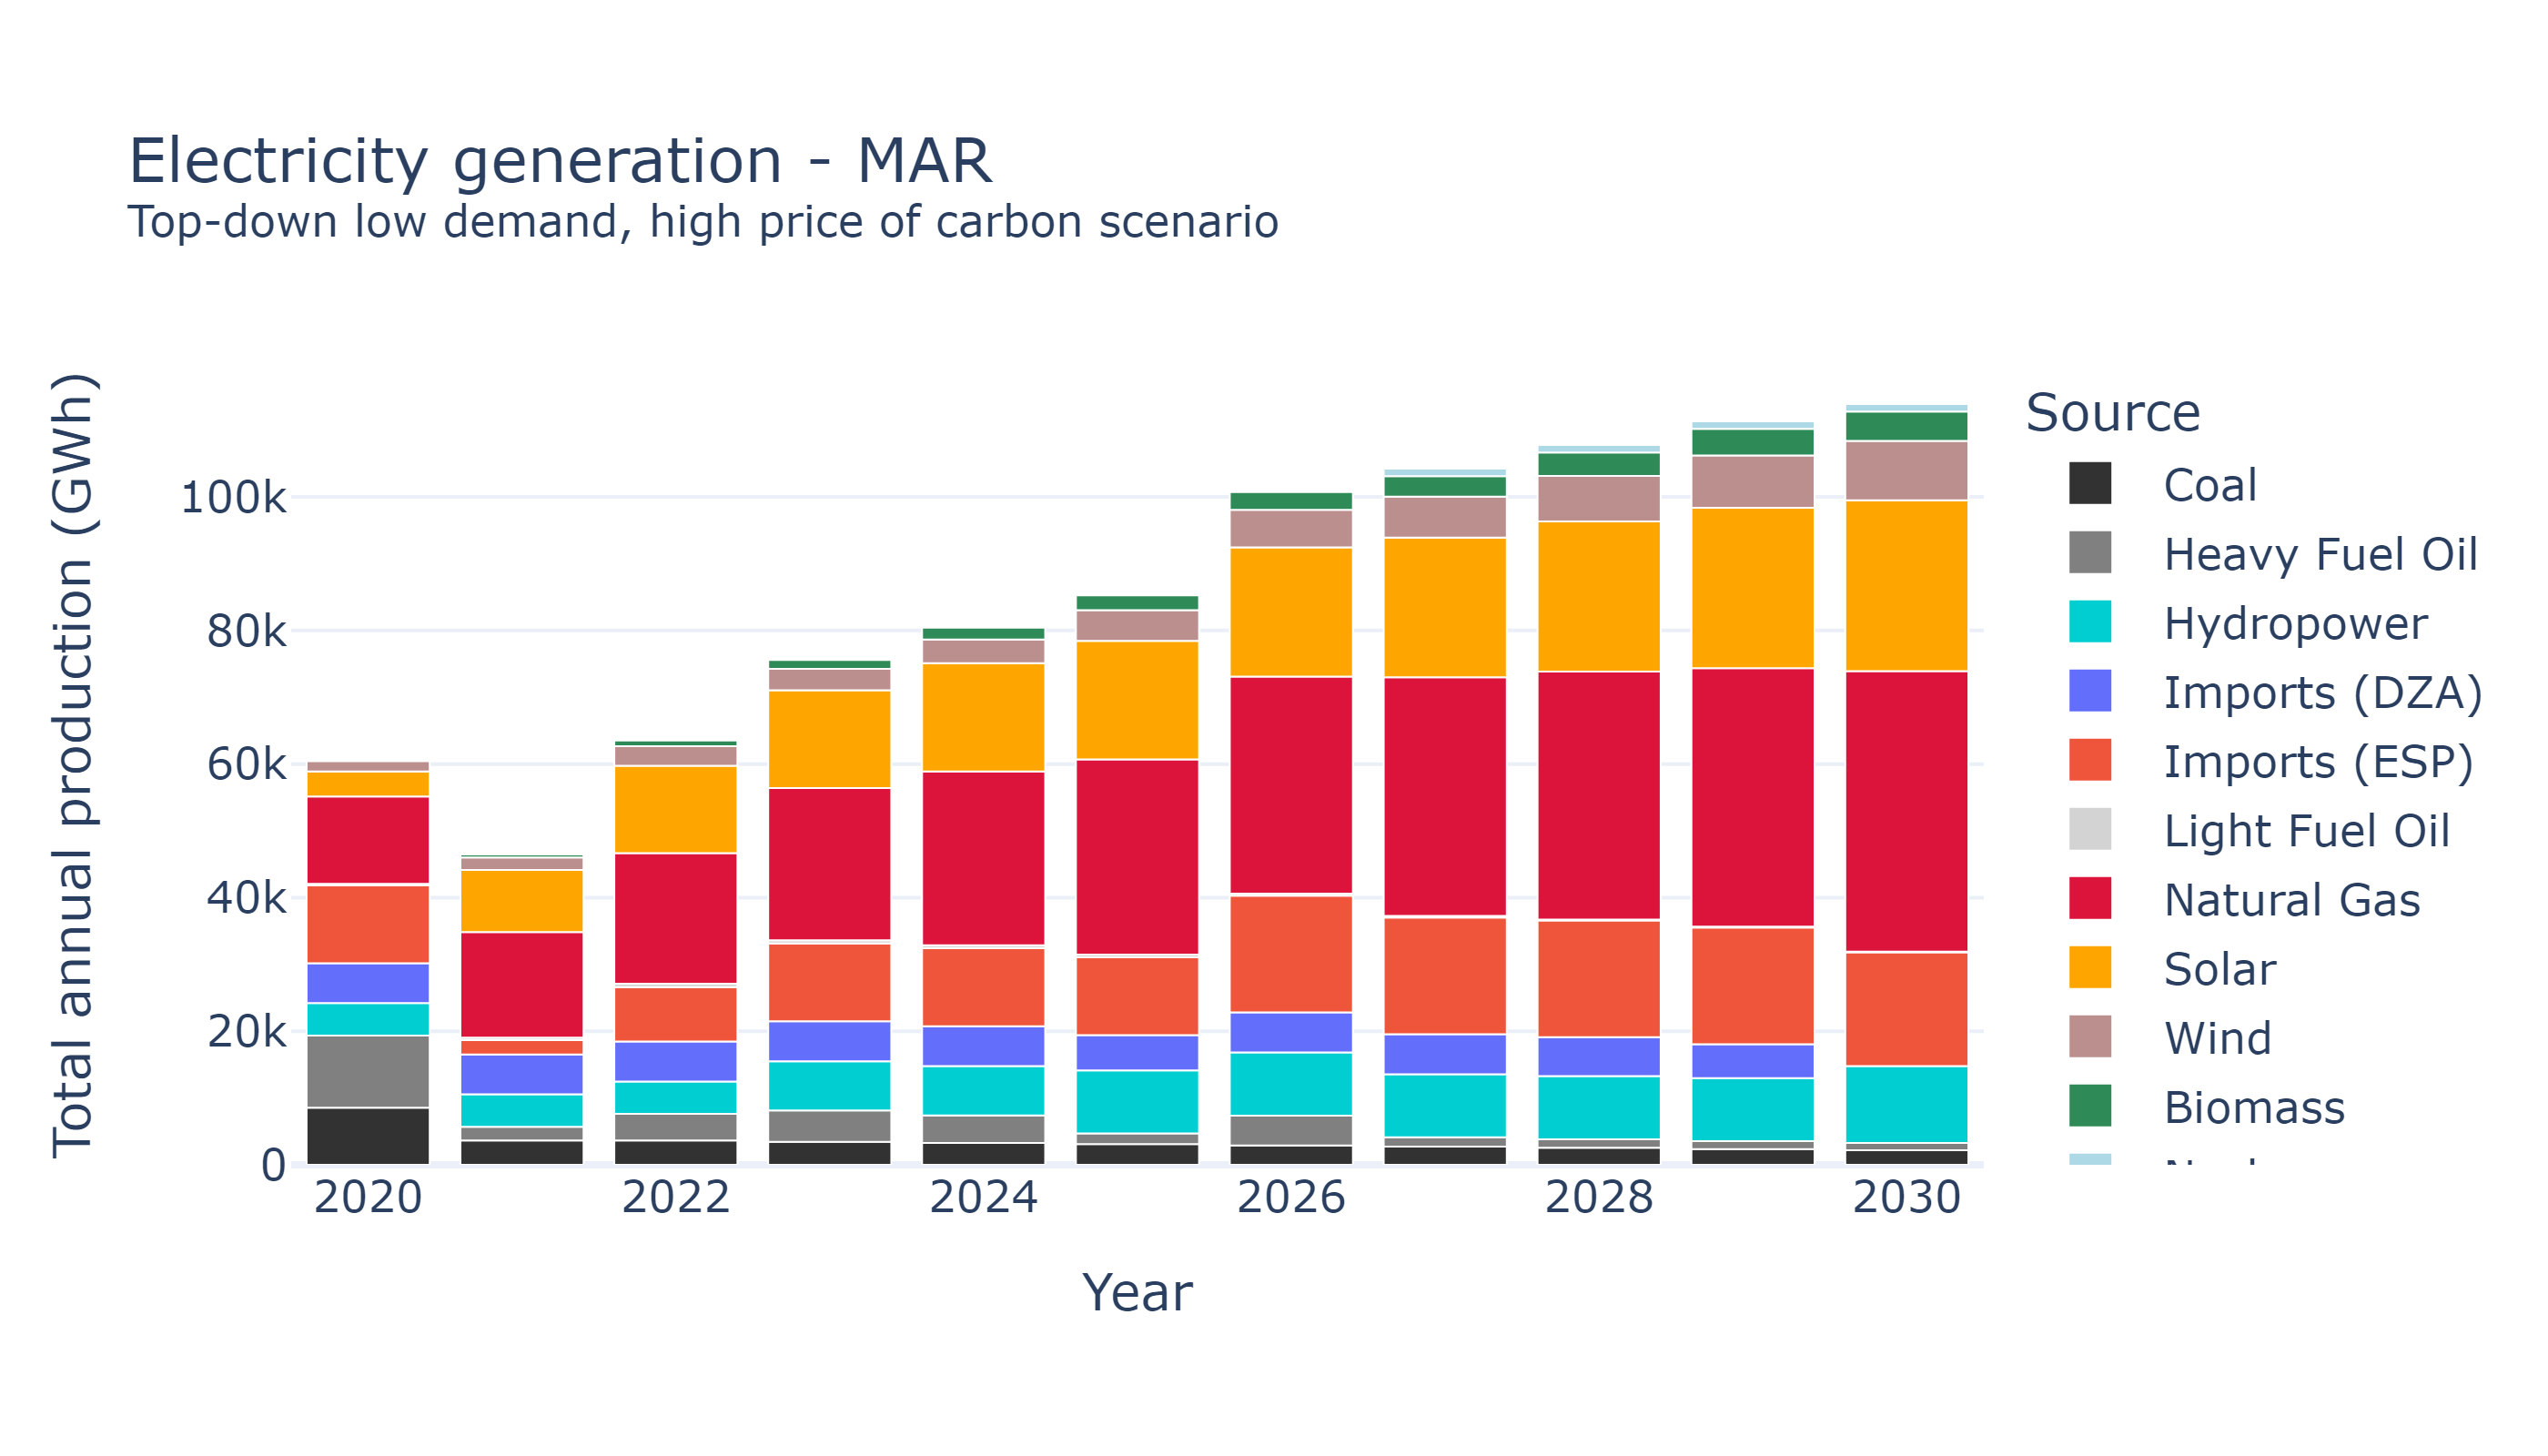 Electricity generation - MAR
Top-down low demand, high price of carbon scenario
Total annual production (GWh)
100k
80k
60k
40k
20k
0
2020 2022 2024 2026 2028 2030
Year
Source
Coal
Heavy Fuel Oil
Hydropower
Imports (DZA)
Imports (ESP)
Light Fuel Oil
Natural Gas
Solar
Wind
Biomass